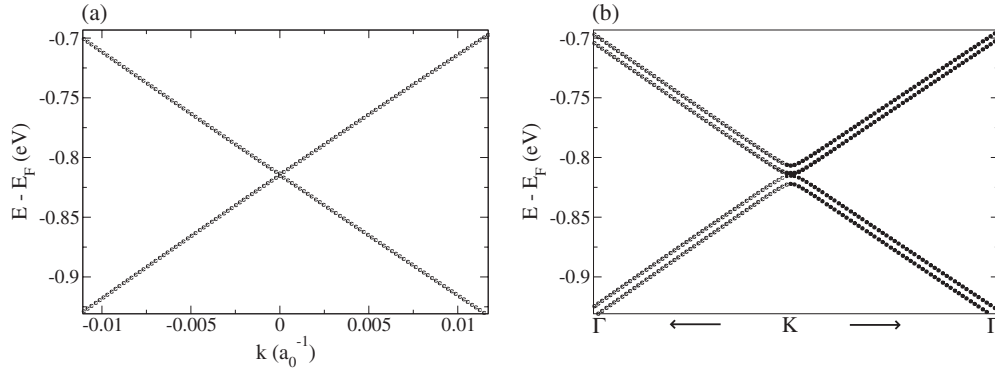 (a)
-0.7
-0.75
-0.8
-0.85
-0.9
E - E_F (eV)
-0.01
-0.005
0
0.005
0.01
k (a_0^{-1})
(b)
-0.7
-0.75
-0.8
-0.85
-0.9
E - E_F (eV)
Γ
K
Γ